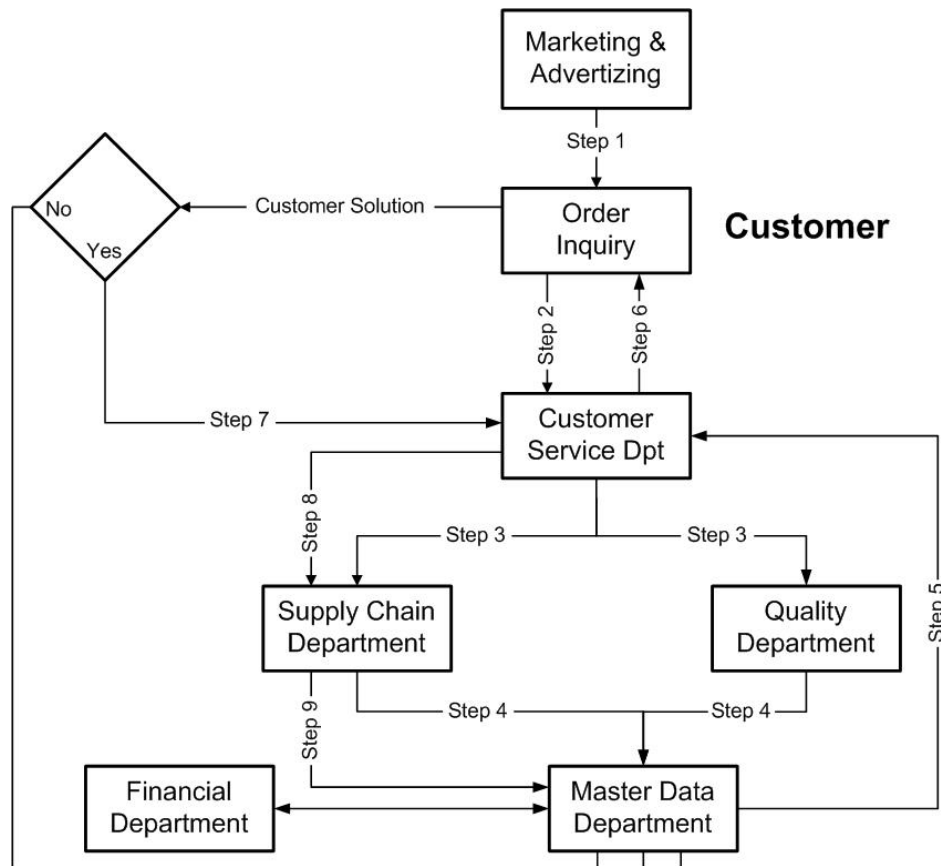 Marketing &
Advertizing
Step 1
No
Yes
Customer Solution
Order
Inquiry
Customer
Step 2
Step 6
Step 7
Customer
Service Dpt
Step 8
Step 3
Step 3
Supply Chain
Department
Quality
Department
Step 5
Step 9
Step 4
Step 4
Financial
Department
Master Data
Department